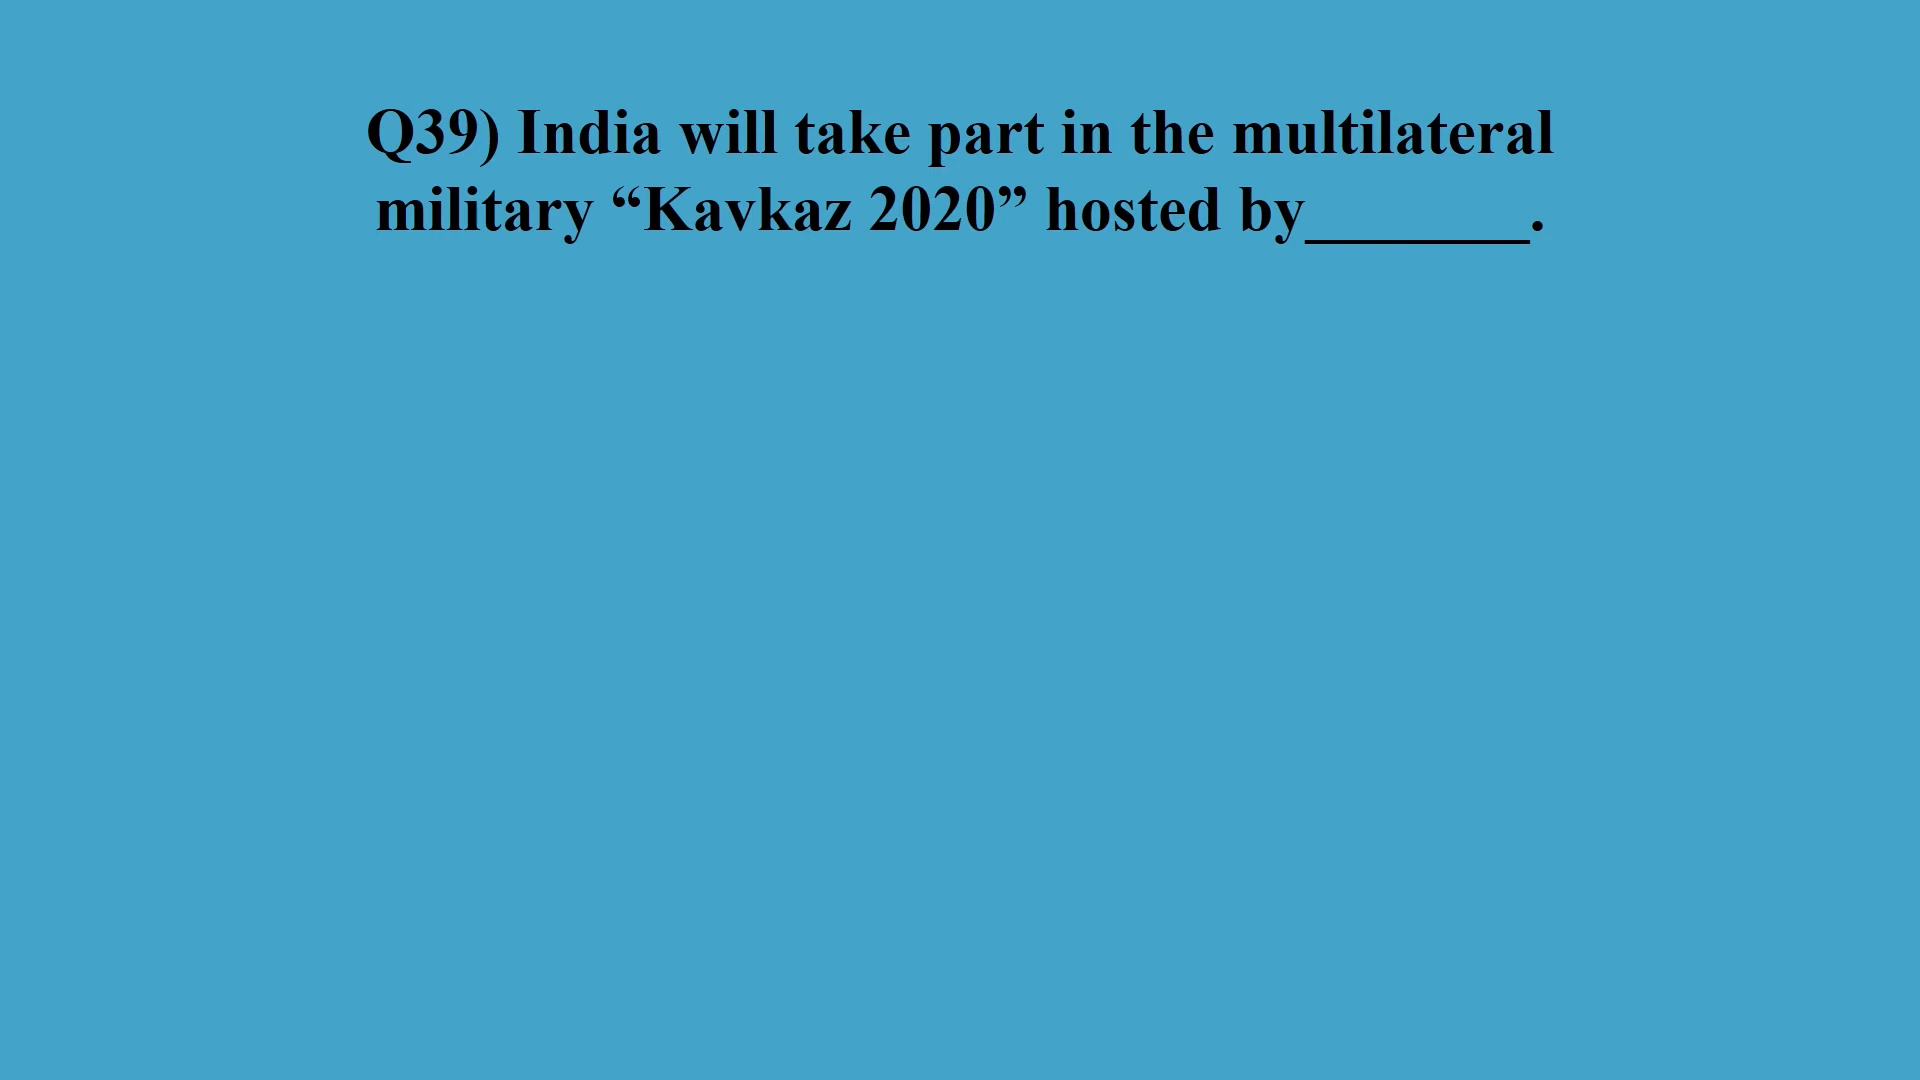 Q39) India will take part in the multilateral
military “Kavkaz 2020” hosted by_______.